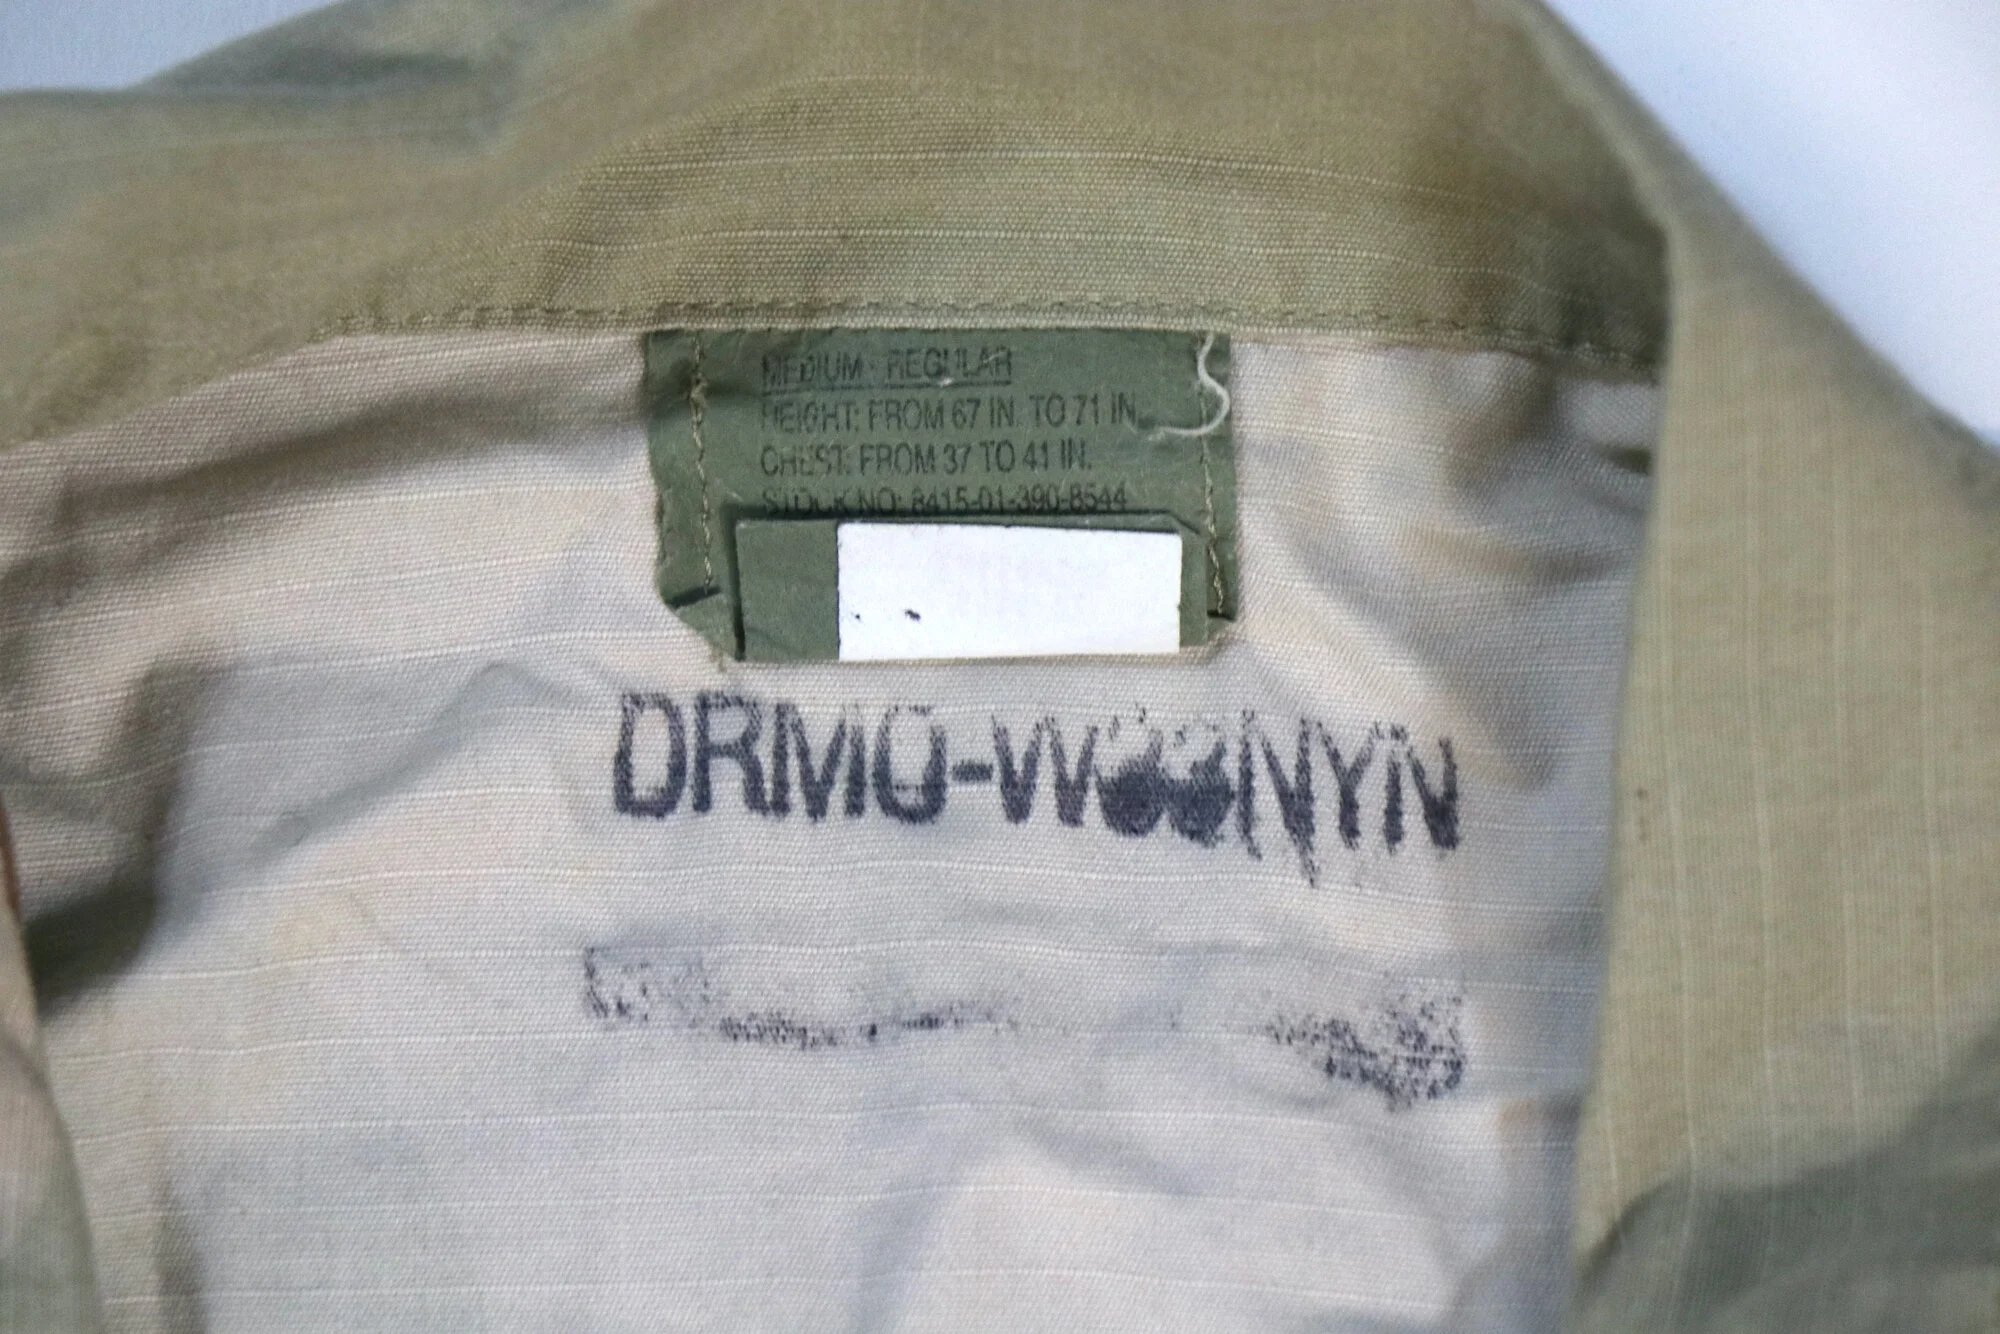 MEDIUM - REGULAR
HEIGHT: FROM 67 IN. TO 71 IN.
CHEST: FROM 37 TO 41 IN.
STOCK NO: 8415-01-390-8544